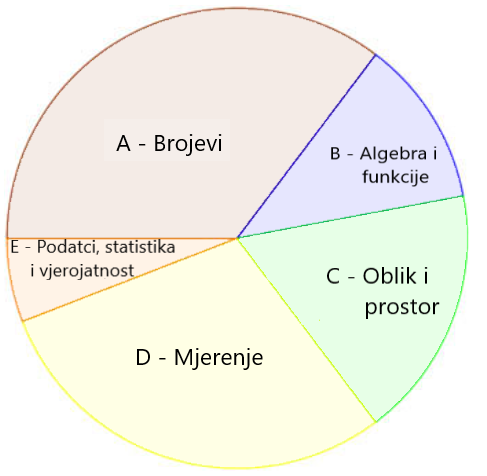 A - Brojevi
B - Algebra i
funkcije
E - Podatci, statistika
i vjerojatnost
C - Oblik i
prostor
D - Mjerenje